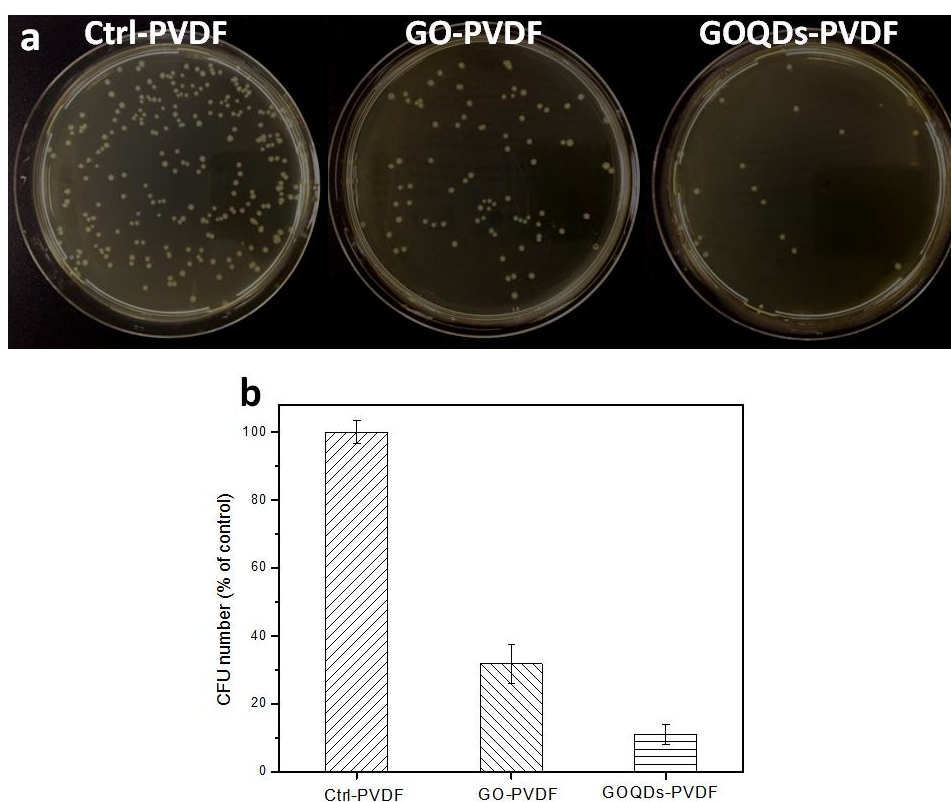 a Ctrl-PVDF GO-PVDF GOQDs-PVDF
b
100
80
60
40
20
0
CFU number (% of control)
Ctrl-PVDF GO-PVDF GOQDs-PVDF